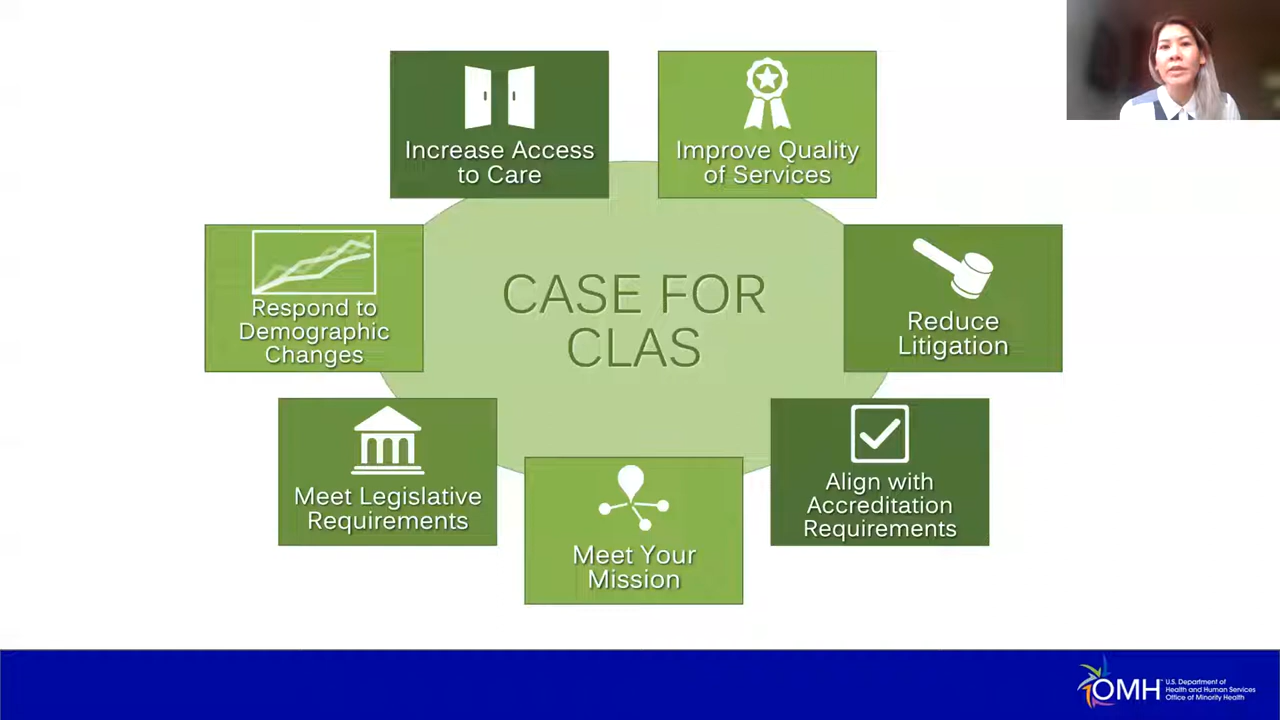 Increase Access
to Care
Improve Quality
of Services
Respond to
Demographic
Changes
CASE FOR
CLAS
Reduce
Litigation
Meet Legislative
Requirements
Meet Your
Mission
Align with
Accreditation
Requirements
OMH
U.S. Department of
Health and Human Services
Office of Minority Health